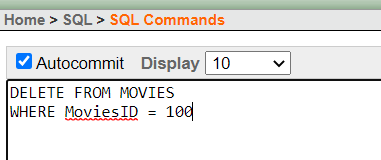 Home > SQL > SQL Commands
Autocommit Display 10
DELETE FROM MOVIES
WHERE MoviesID = 100